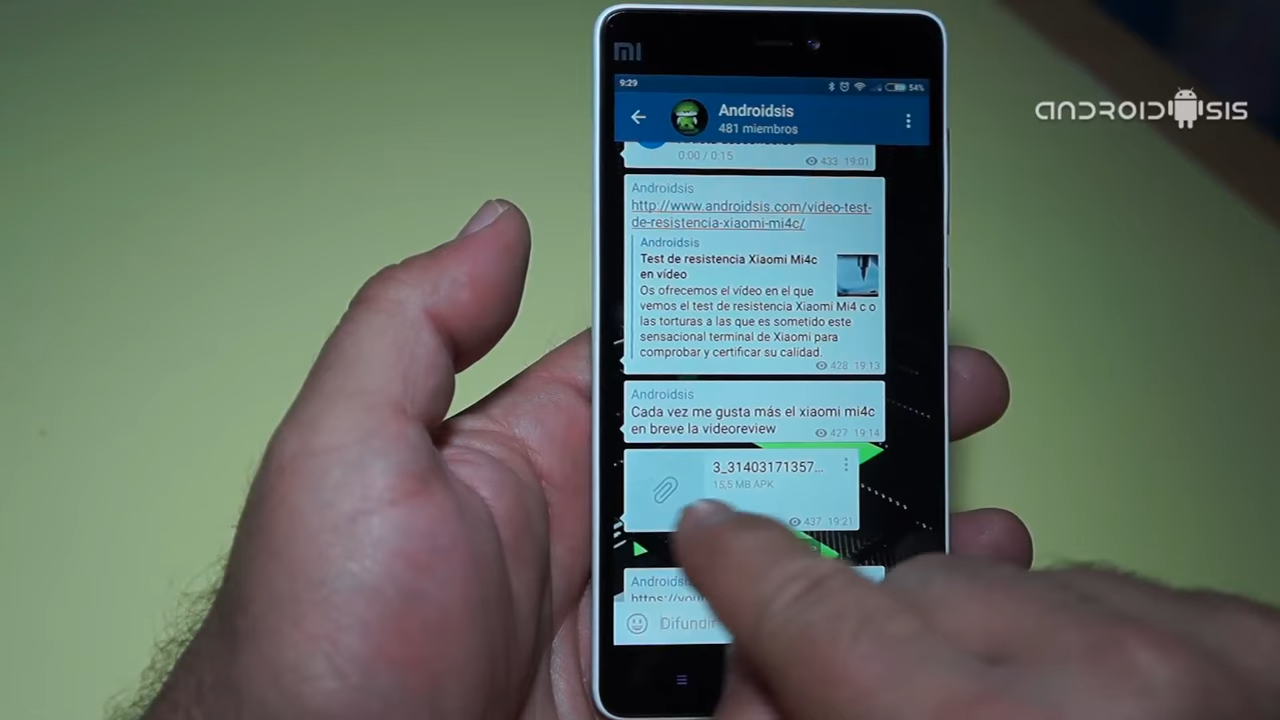 mi
ANDROIDSIS
9:29
54%
Androidsis
481 miembros
0:00 / 0:15
433 19:01
Androidsis
http://www.androidsis.com/video-test-
de-resistencia-xiaomi-mi4c/
Androidsis
Test de resistencia Xiaomi Mi4c
en vídeo
Os ofrecemos el vídeo en el que
vemos el test de resistencia Xiaomi Mi4 c o
las torturas a las que es sometido este
sensacional terminal de Xiaomi para
comprobar y certificar su calidad.
428 19:13
Androidsis
Cada vez me gusta más el xiaomi mi4c
en breve la videoreview
427 19:14
3_31403171357...
15,5 MB APK
437 19:21
Androidsis
Difundir